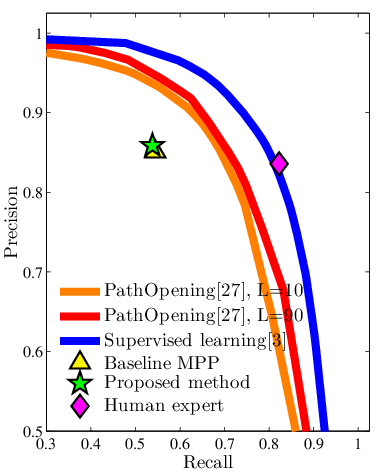 1
0.9
0.8
0.7
0.6
0.5
Precision
PathOpening[27], L=10
PathOpening[27], L=90
Supervised learning[3]
Baseline MPP
Proposed method
Human expert
0.3 0.4 0.5 0.6 0.7 0.8 0.9 1
Recall